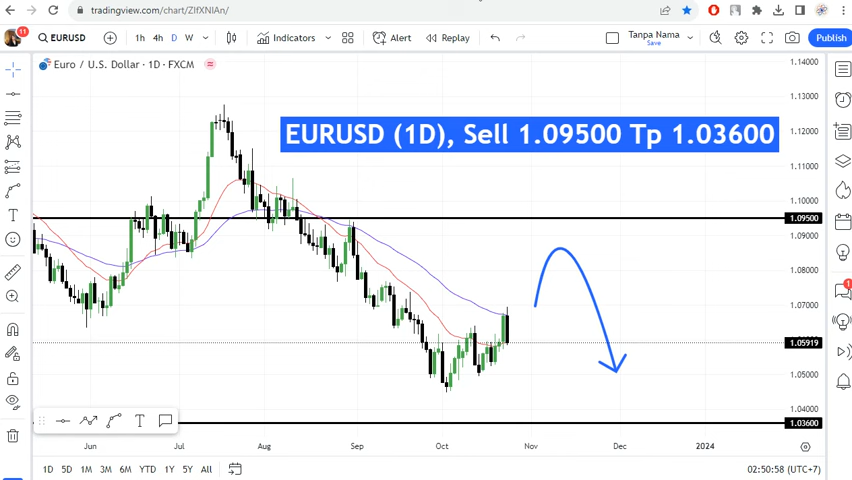 tradingview.com/chart/ZlfXNIAn/
11
EURUSD
1h 4h D W
Indicators
Alert
Replay
Tanpa Nama
Save
Publish
Euro / U.S. Dollar · 1D · FXCM
EURUSD (1D), Sell 1.09500 Tp 1.03600
1.14000
1.13000
1.12000
1.11000
1.10000
1.09500
1.09000
1.08000
1.07000
1.05919
1.05000
1.04000
1.03600
1
T
T
Jun Jul Aug Sep Oct Nov Dec 2024
1D 5D 1M 3M 6M YTD 1Y 5Y All
02:50:58 (UTC+7)